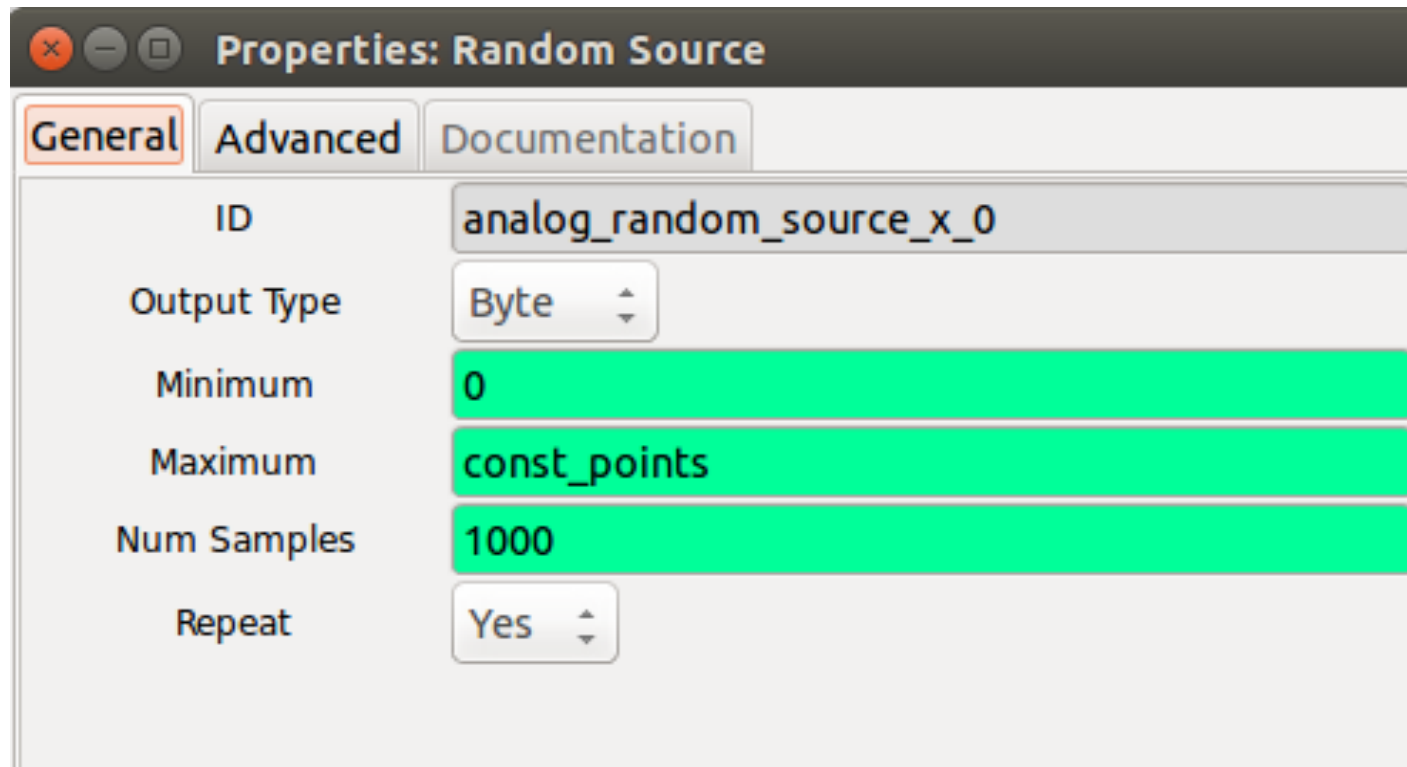 Properties: Random Source
General Advanced Documentation
ID analog_random_source_x_0
Output Type Byte
Minimum 0
Maximum const_points
Num Samples 1000
Repeat Yes